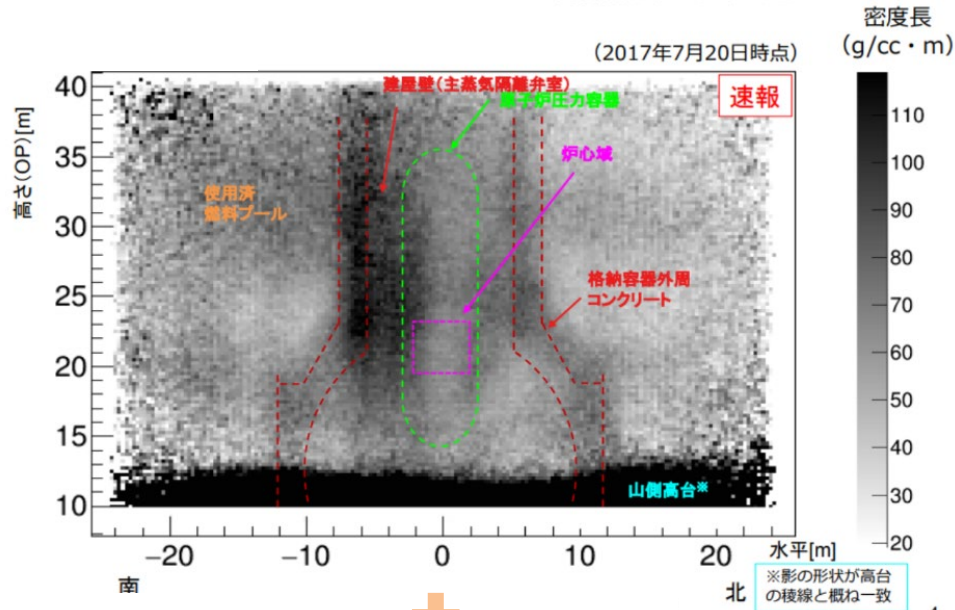 密度長
(g/cc・m)
(2017年7月20日時点)
速報
建屋壁(主蒸気隔離弁室)
原子炉圧力容器
炉心域
使用済
燃料プール
格納容器外周
コンクリート
山側高台※
高さ(OP)[m]
40
35
30
25
20
15
10
−20
−10
0
10
20
水平[m]
南
北
※影の形状が高台
の稜線と概ね一致
110
100
90
80
70
60
50
40
30
20